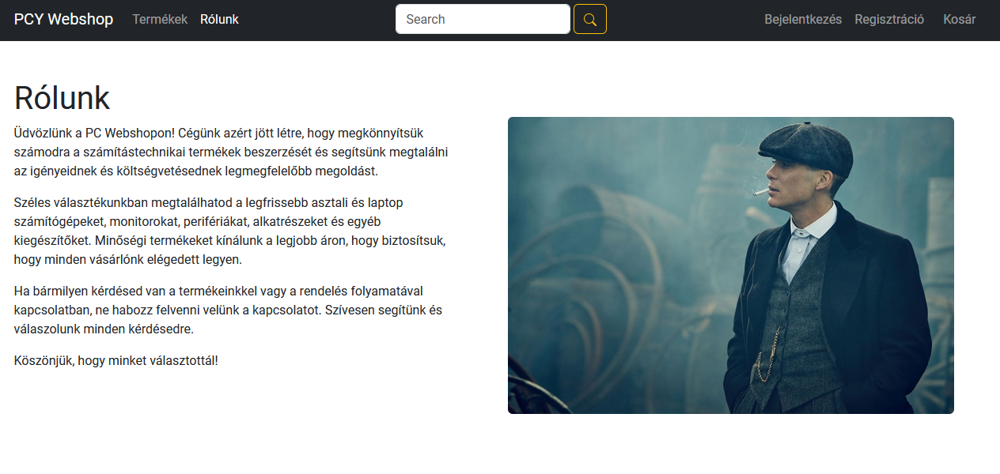 PCY Webshop Termékek Rólunk Search Bejelentkezés Regisztráció Kosár
Rólunk
Üdvözlünk a PC Webshopon! Cégünk azért jött létre, hogy megkönnyítsük
számodra a számítástechnikai termékek beszerzését és segítsünk megtalálni
az igényeidnek és költségvetésednek legmegfelelőbb megoldást.
Széles választékunkban megtalálhatod a legfrissebb asztali és laptop
számítógépeket, monitorokat, perifériákat, alkatrészeket és egyéb
kiegészítőket. Minőségi termékeket kínálunk a legjobb áron, hogy biztosítsuk,
hogy minden vásárlónk elégedett legyen.
Ha bármilyen kérdésed van a termékeinkkel vagy a rendelés folyamatával
kapcsolatban, ne habozz felvenni velünk a kapcsolatot. Szívesen segítünk és
válaszolunk minden kérdésedre.
Köszönjük, hogy minket választottál!